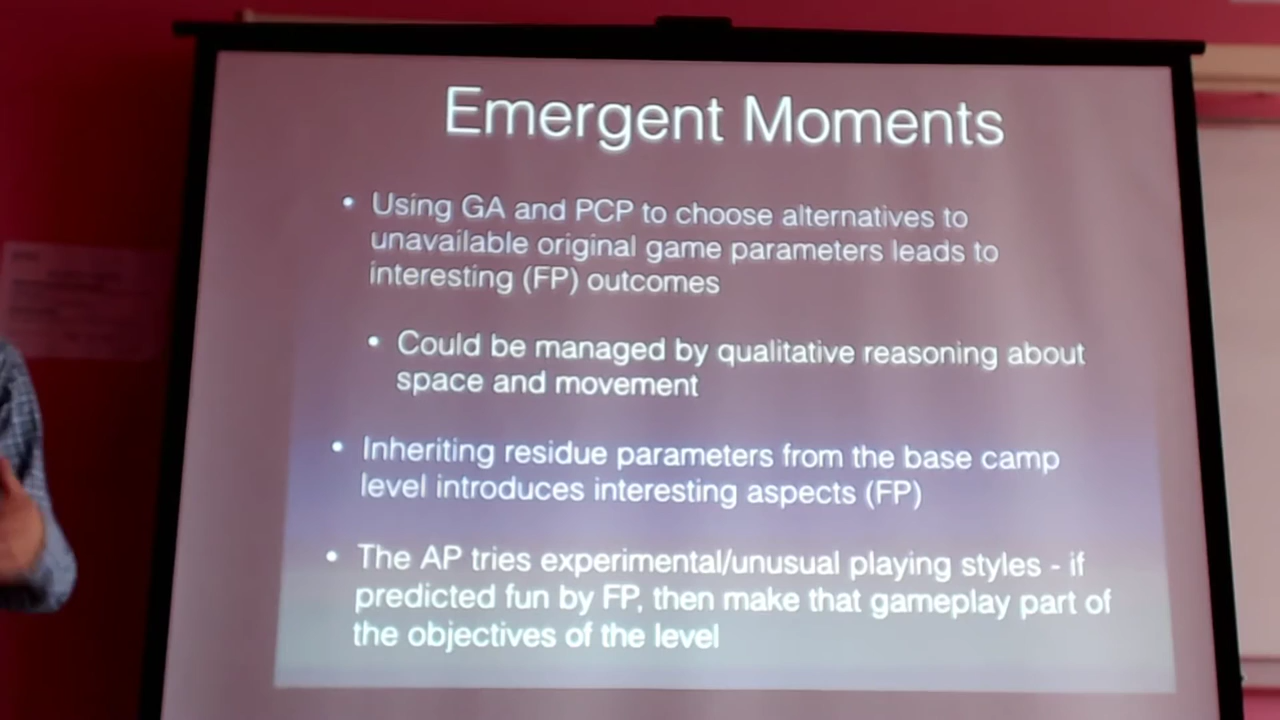 Emergent Moments
• Using GA and PCP to choose alternatives to
unavailable original game parameters leads to
interesting (FP) outcomes
• Could be managed by qualitative reasoning about
space and movement
• Inheriting residue parameters from the base camp
level introduces interesting aspects (FP)
• The AP tries experimental/unusual playing styles - if
predicted fun by FP, then make that gameplay part of
the objectives of the level